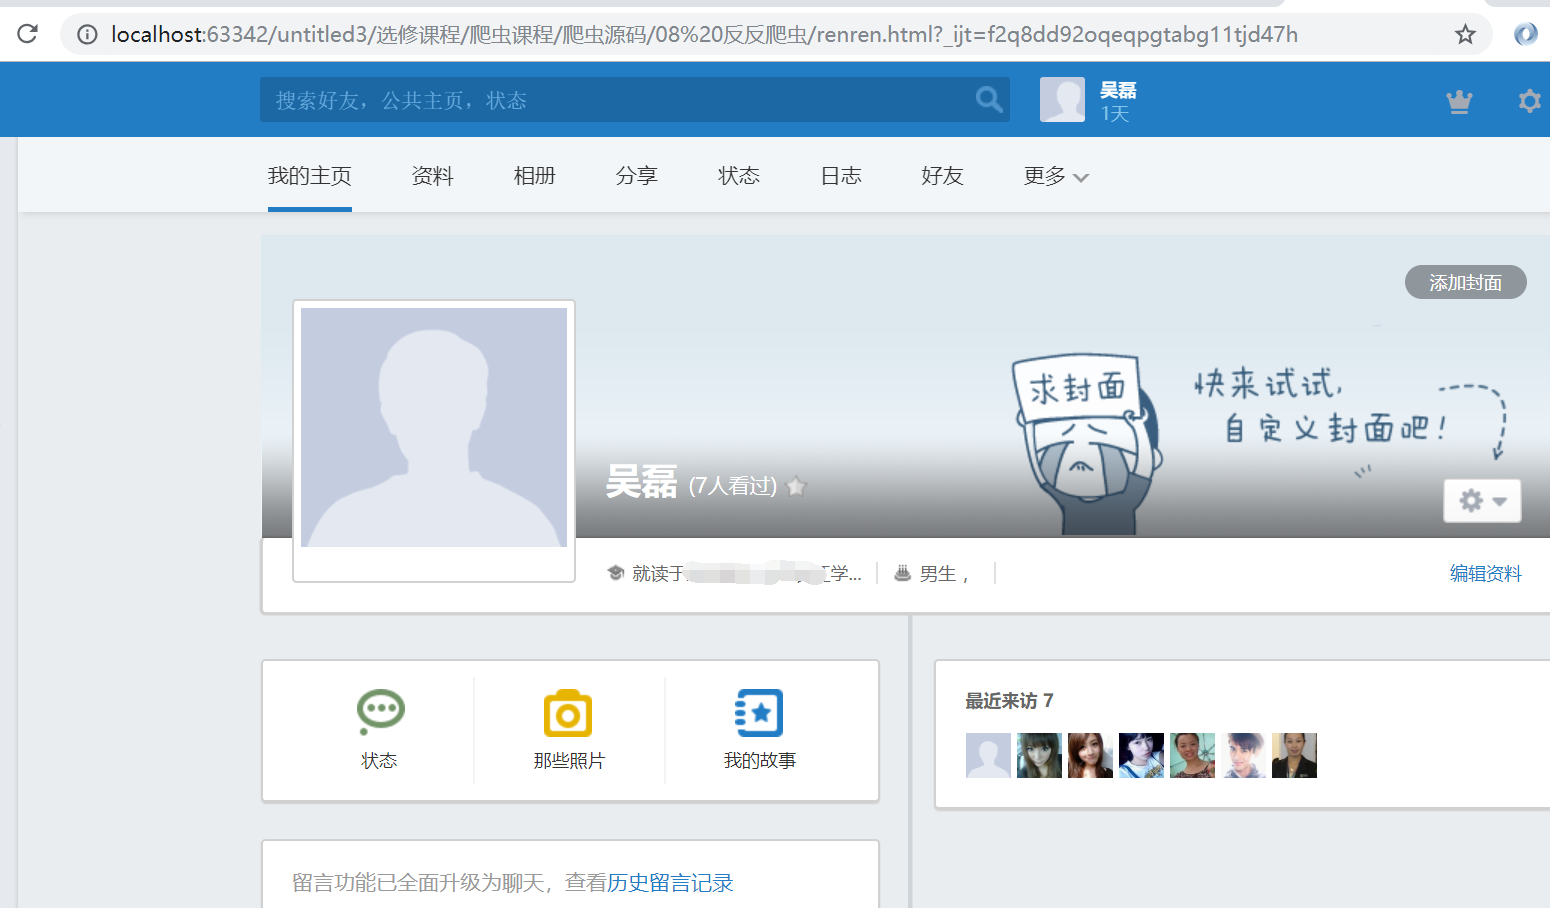 localhost:63342/untitled3/选修课程/爬虫课程/爬虫源码/08%20反反爬虫/renren.html?_ijt=f2q8dd92oqeqpgtabg11tjd47h
搜索好友，公共主页，状态
吴磊
1天
我的主页 资料 相册 分享 状态 日志 好友 更多
添加封面
求封面
快来试试,
自定义封面吧!
吴磊 (7人看过)
就读于 学... 男生， 编辑资料
状态 那些照片 我的故事
最近来访 7
留言功能已全面升级为聊天，查看历史留言记录